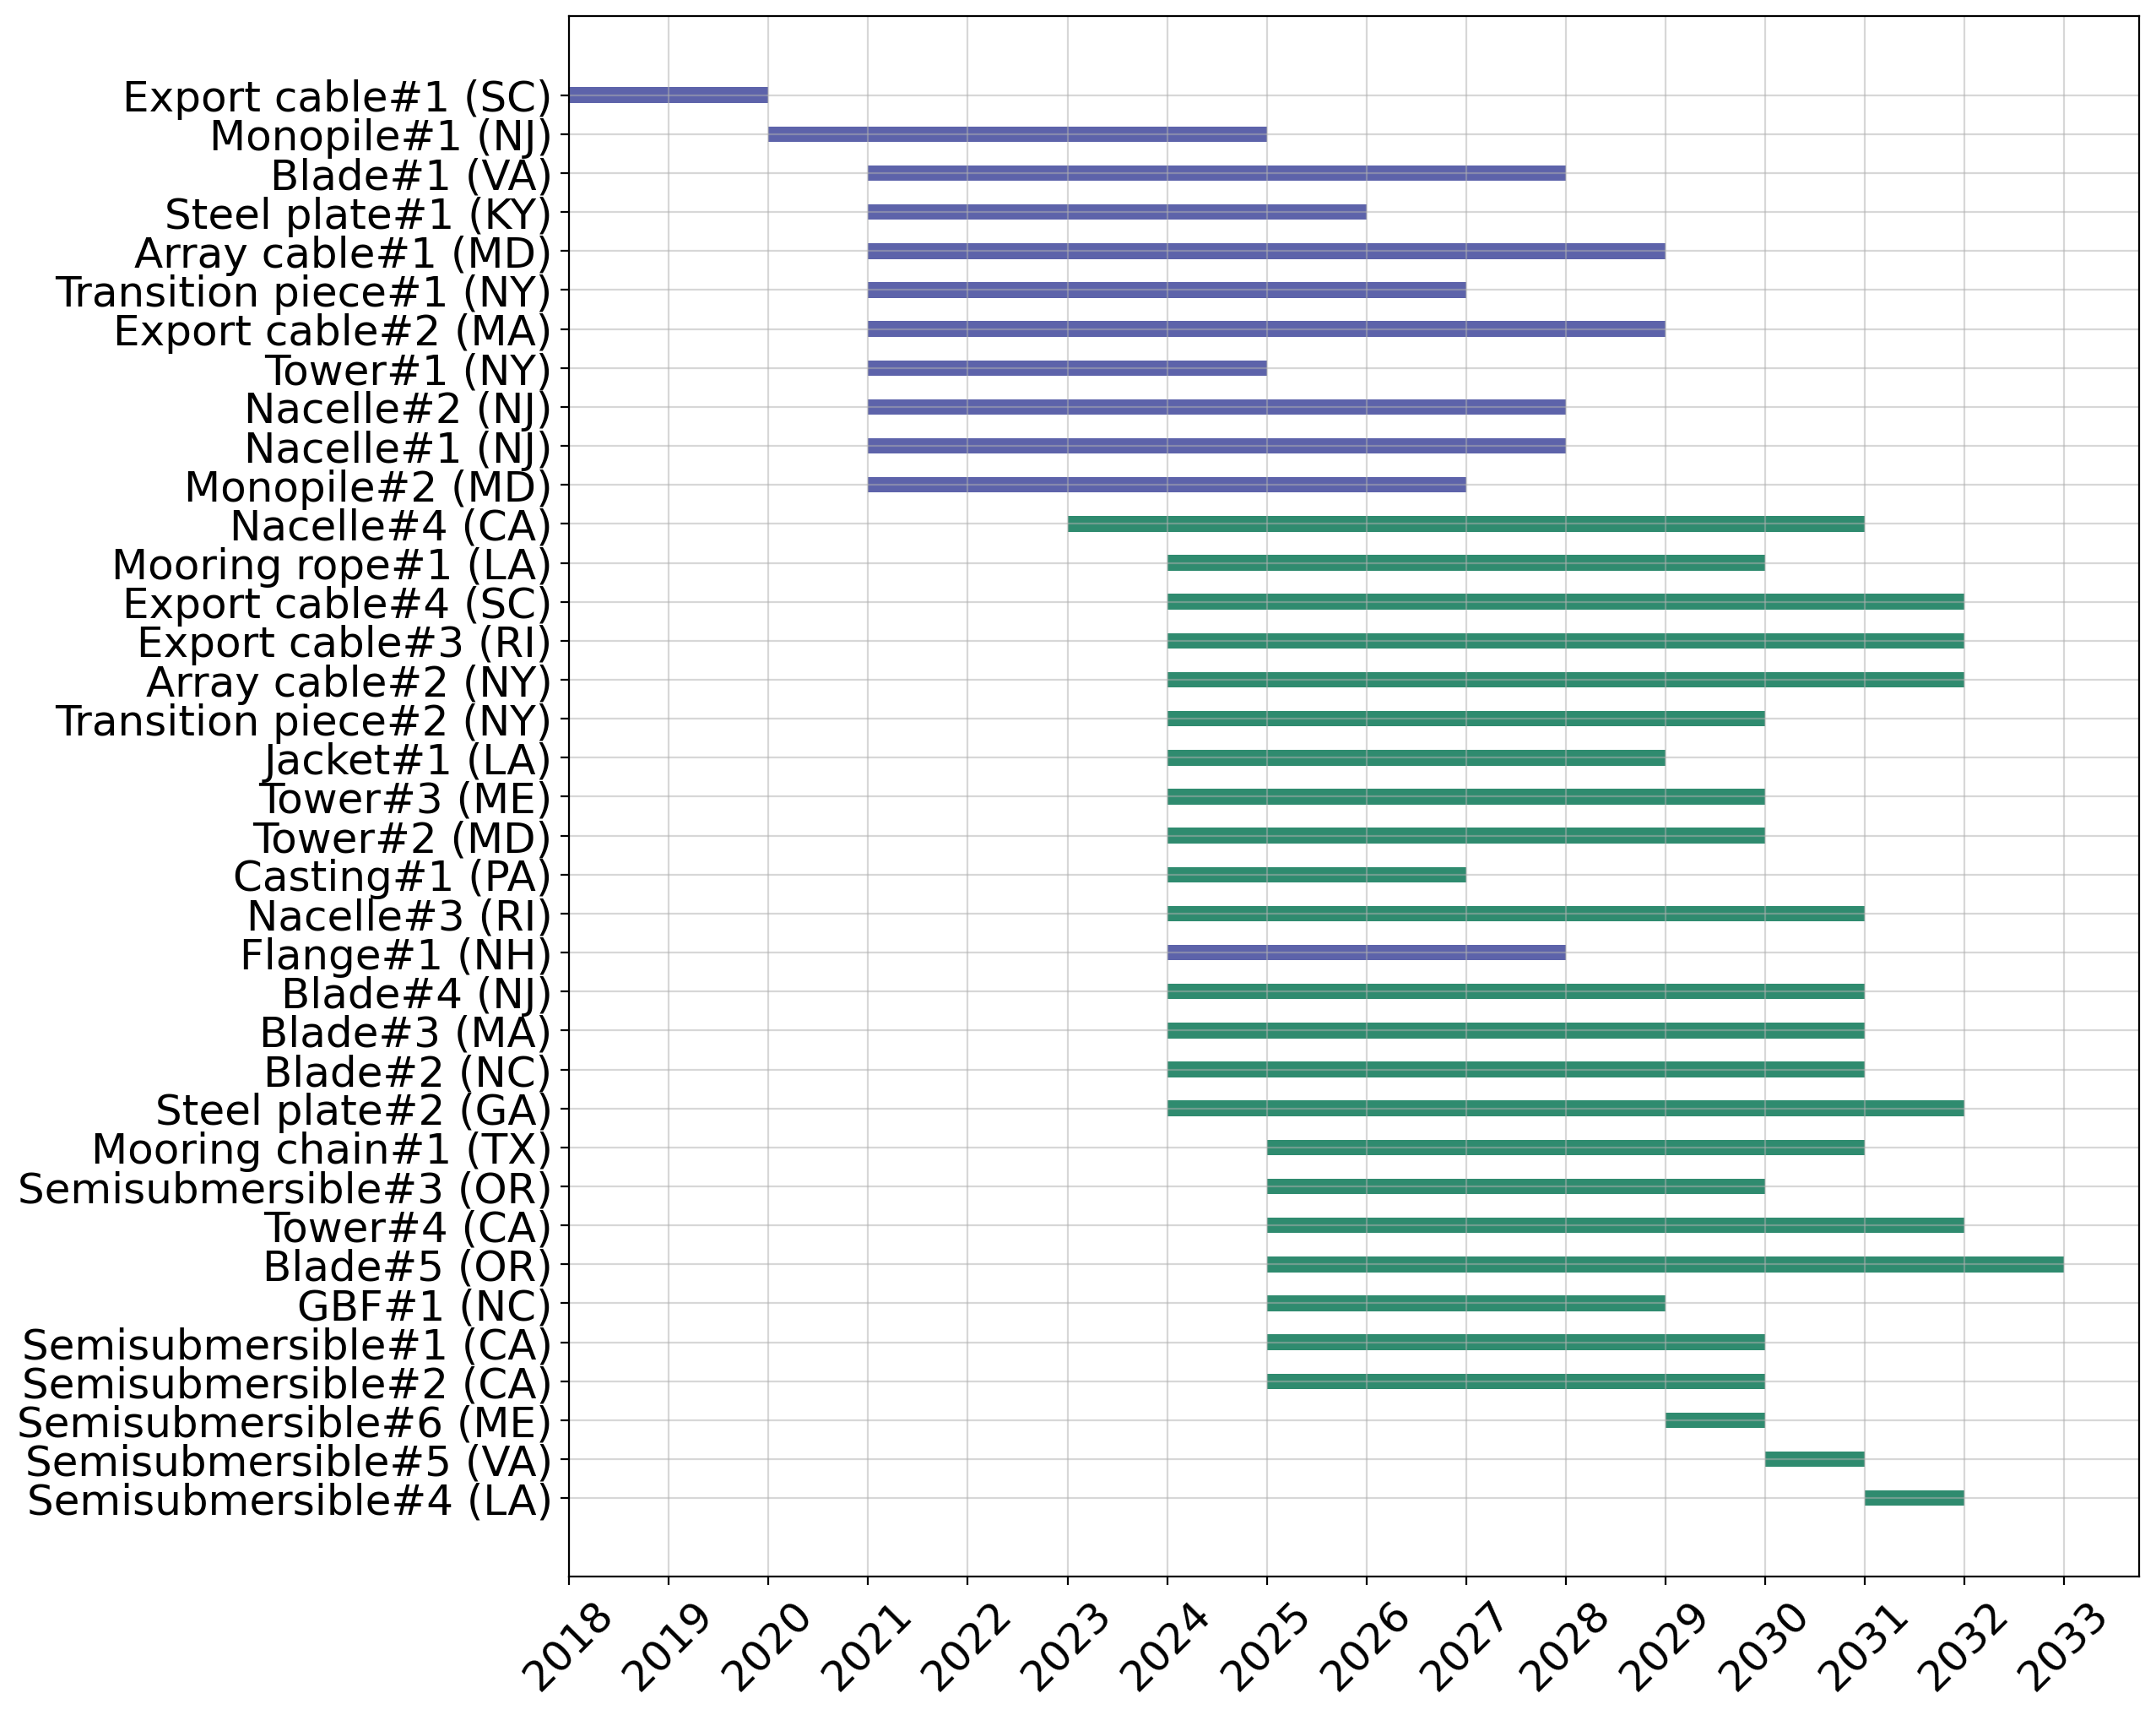 Export cable#1 (SC)
Monopile#1 (NJ)
Blade#1 (VA)
Steel plate#1 (KY)
Array cable#1 (MD)
Transition piece#1 (NY)
Export cable#2 (MA)
Tower#1 (NY)
Nacelle#2 (NJ)
Nacelle#1 (NJ)
Monopile#2 (MD)
Nacelle#4 (CA)
Mooring rope#1 (LA)
Export cable#4 (SC)
Export cable#3 (RI)
Array cable#2 (NY)
Transition piece#2 (NY)
Jacket#1 (LA)
Tower#3 (ME)
Tower#2 (MD)
Casting#1 (PA)
Nacelle#3 (RI)
Flange#1 (NH)
Blade#4 (NJ)
Blade#3 (MA)
Blade#2 (NC)
Steel plate#2 (GA)
Mooring chain#1 (TX)
Semisubmersible#3 (OR)
Tower#4 (CA)
Blade#5 (OR)
GBF#1 (NC)
Semisubmersible#1 (CA)
Semisubmersible#2 (CA)
Semisubmersible#6 (ME)
Semisubmersible#5 (VA)
Semisubmersible#4 (LA)
2018 2019 2020 2021 2022 2023 2024 2025 2026 2027 2028 2029 2030 2031 2032 2033